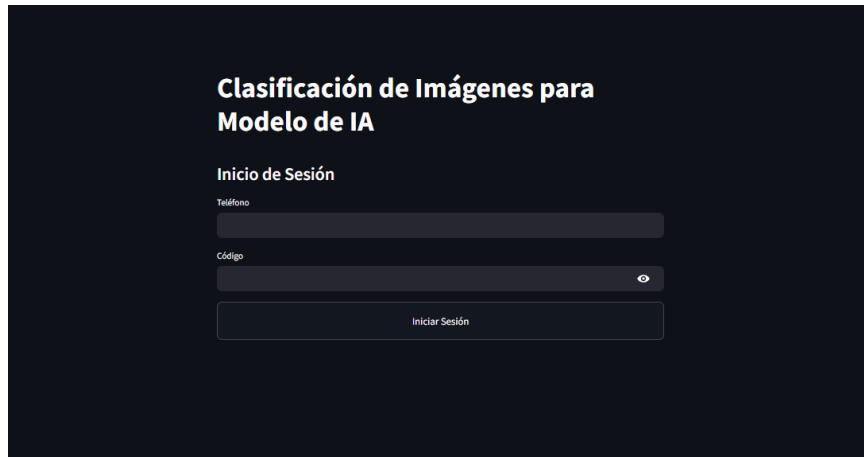 Clasificación de Imágenes para
Modelo de IA
Inicio de Sesión
Teléfono
Código
Iniciar Sesión